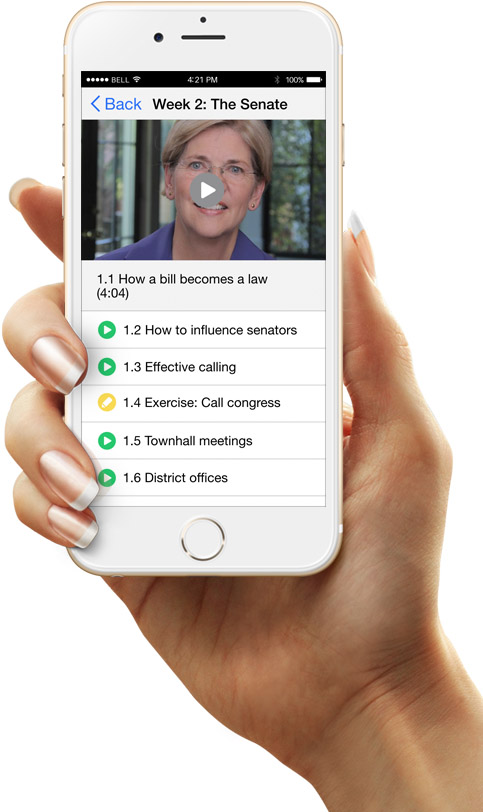 BELL 4:21 PM 100%
Back Week 2: The Senate
1.1 How a bill becomes a law
(4:04)
1.2 How to influence senators
1.3 Effective calling
1.4 Exercise: Call congress
1.5 Townhall meetings
1.6 District offices